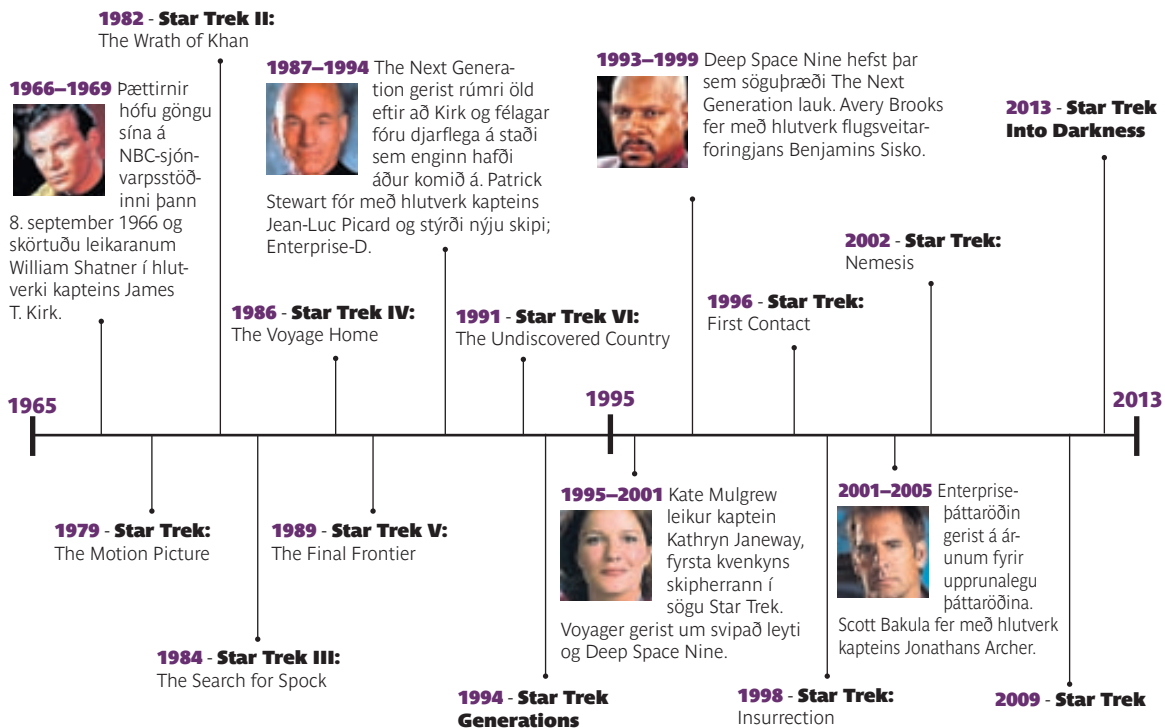 1982 - Star Trek II:
The Wrath of Khan
1966–1969 Þættirnir
hófu göngu
sína á
NBC-sjón-
varpsstöð-
inni þann
8. september 1966 og
skörtuðu leikaranum
William Shatner í hlut-
verki kapteins James
T. Kirk.
1987–1994 The Next Genera-
tion gerist rúmri öld
eftir að Kirk og félagar
fóru djarflega á staði
sem enginn hafði
áður komið á. Patrick
Stewart fór með hlutverk kapteins
Jean-Luc Picard og stýrði nýju skipi;
Enterprise-D.
1993–1999 Deep Space Nine hefst þar
sem söguþræði The Next
Generation lauk. Avery Brooks
fer með hlutverk flugsveitar-
foringjans Benjamins Sisko.
2013 - Star Trek
Into Darkness
1986 - Star Trek IV:
The Voyage Home
1991 - Star Trek VI:
The Undiscovered Country
1996 - Star Trek:
First Contact
2002 - Star Trek:
Nemesis
1965
1995
2013
1979 - Star Trek:
The Motion Picture
1989 - Star Trek V:
The Final Frontier
1984 - Star Trek III:
The Search for Spock
1994 - Star Trek
Generations
1995–2001 Kate Mulgrew
leikur kaptein
Kathryn Janeway,
fyrsta kvenkyns
skipherrann í
sögu Star Trek.
Voyager gerist um svipað leyti
og Deep Space Nine.
1998 - Star Trek:
Insurrection
2001–2005 Enterprise-
þáttaröðin
gerist á ár-
unum fyrir
upprunalegu
þáttaröðina.
Scott Bakula fer með hlutverk
kapteins Jonathans Archer.
2009 - Star Trek